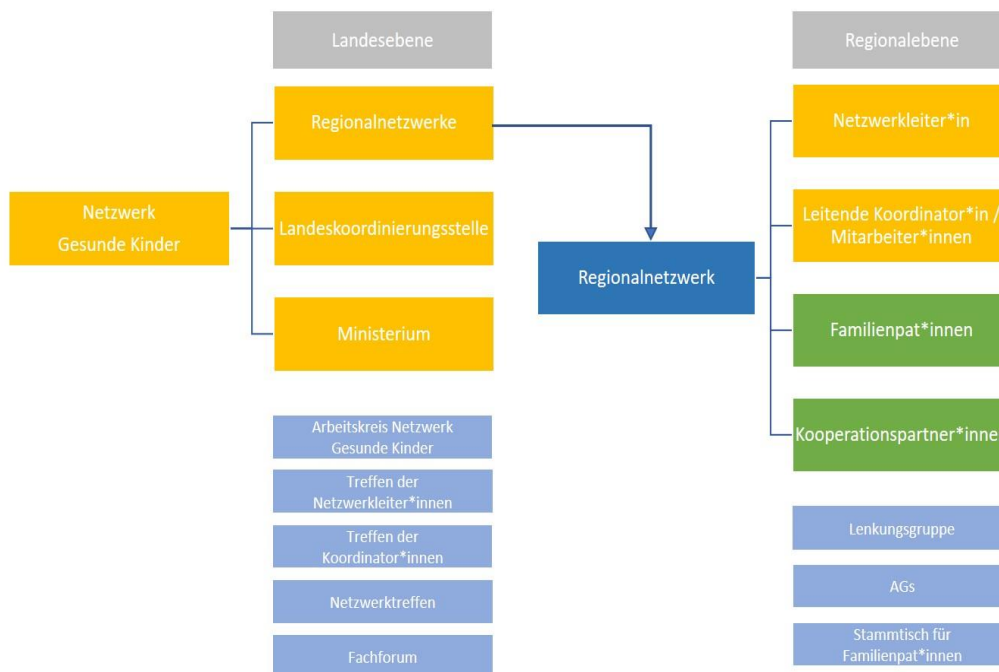 Landesebene
Regionalebene
Regionalnetzwerke
Netzwerkleiter*in
Netzwerk
Gesunde Kinder
Landeskoordinierungsstelle
Leitende Koordinator*in /
Mitarbeiter*innen
Regionalnetzwerk
Ministerium
Familienpat*innen
Kooperationspartner*inne
Arbeitskreis Netzwerk
Gesunde Kinder
Treffen der
Netzwerkleiter*innen
Treffen der
Koordinator*innen
Netzwerktreffen
Fachforum
Lenkungsgruppe
AGs
Stammtisch für
Familienpat*innen